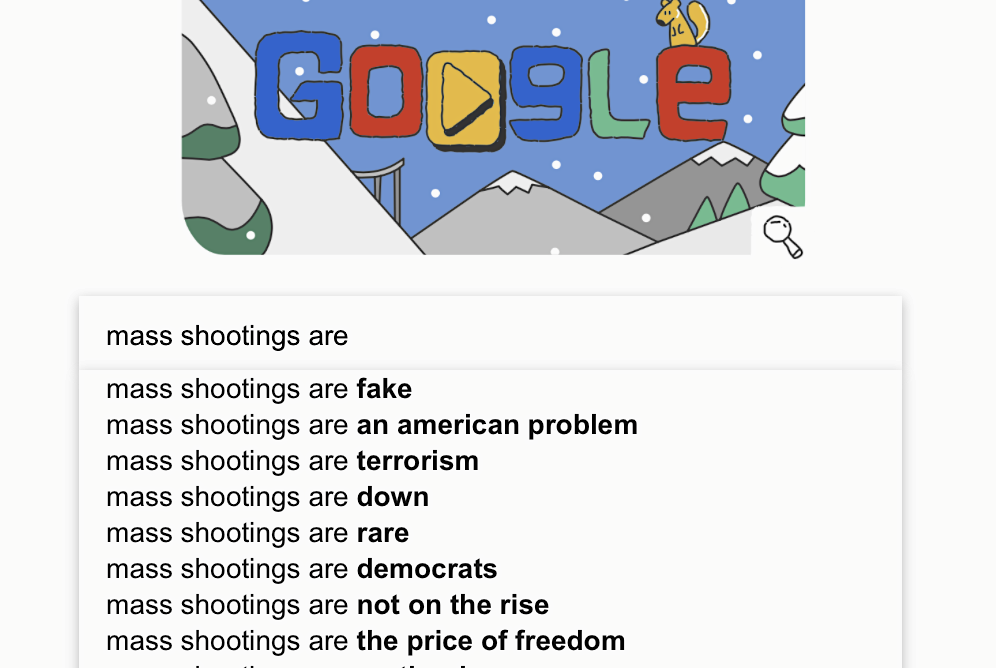 GOOGLE
mass shootings are
mass shootings are fake
mass shootings are an american problem
mass shootings are terrorism
mass shootings are down
mass shootings are rare
mass shootings are democrats
mass shootings are not on the rise
mass shootings are the price of freedom